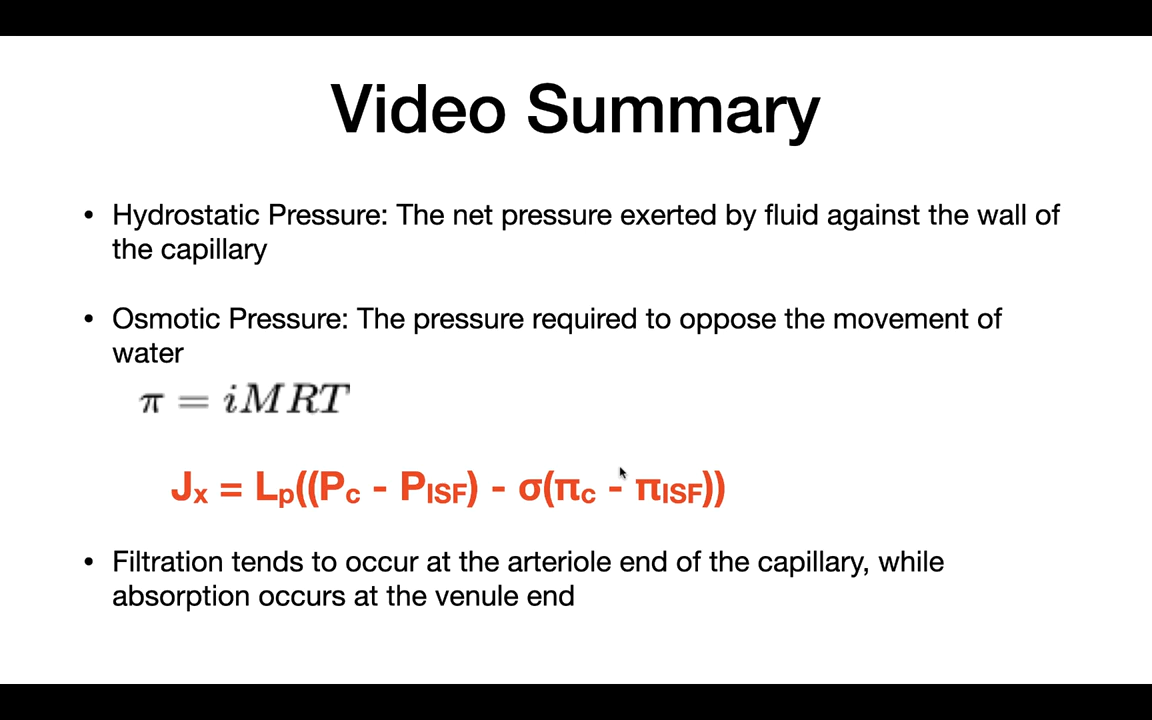 Video Summary
• Hydrostatic Pressure: The net pressure exerted by fluid against the wall of
the capillary
• Osmotic Pressure: The pressure required to oppose the movement of
water
π = iMRT
Jx = Lp((Pc - PISF) - σ(πc - πISF))
• Filtration tends to occur at the arteriole end of the capillary, while
absorption occurs at the venule end